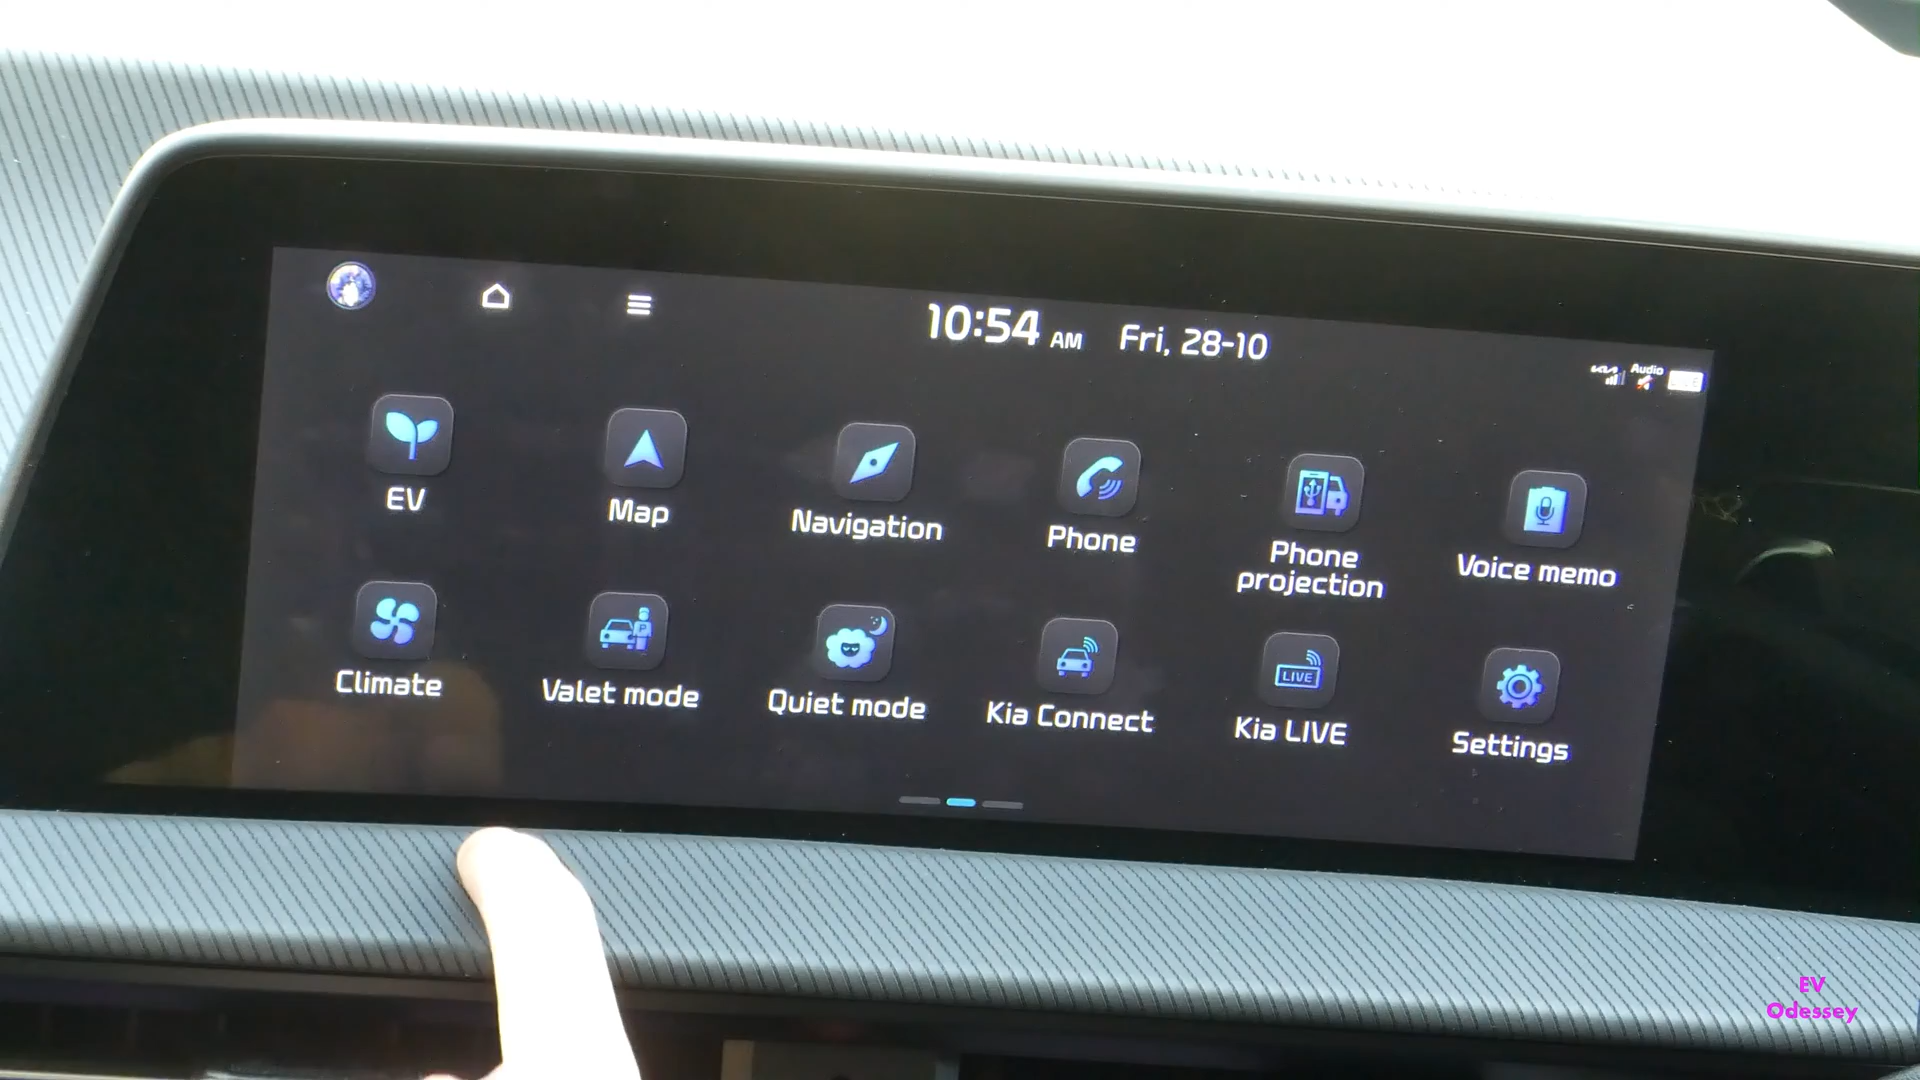 10:54 AM Fri, 28-10
Audio
EV
Map
Navigation
Phone
Phone
projection
Voice memo
Climate
P
Valet mode
Quiet mode
Kia Connect
LIVE
Kia LIVE
Settings
EV
Odessey